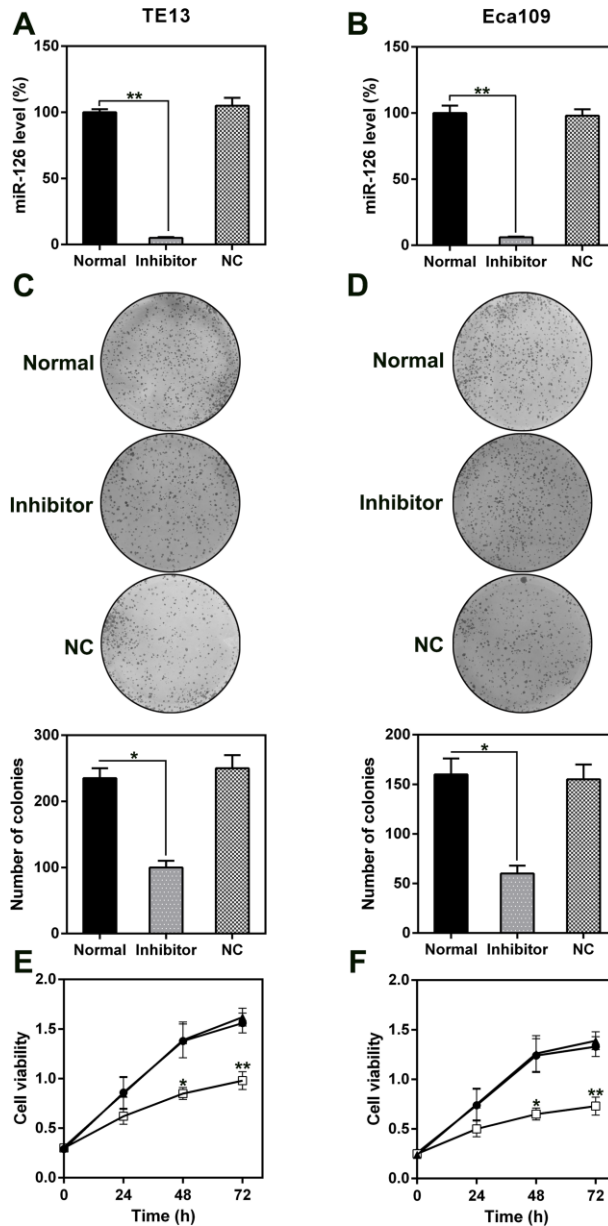 TE13
Eca109
A
B
miR-126 level (%)
150
100
50
0
**
Normal Inhibitor NC
miR-126 level (%)
150
100
50
0
**
Normal Inhibitor NC
C
D
Normal
Inhibitor
NC
Normal
Inhibitor
NC
Number of colonies
300
200
100
0
*
Normal Inhibitor NC
Number of colonies
200
150
100
50
0
*
Normal Inhibitor NC
E
F
Cell viability
2.0
1.5
1.0
0.5
0.0
*
**
0 24 48 72
Time (h)
Cell viability
2.0
1.5
1.0
0.5
0.0
*
**
0 24 48 72
Time (h)